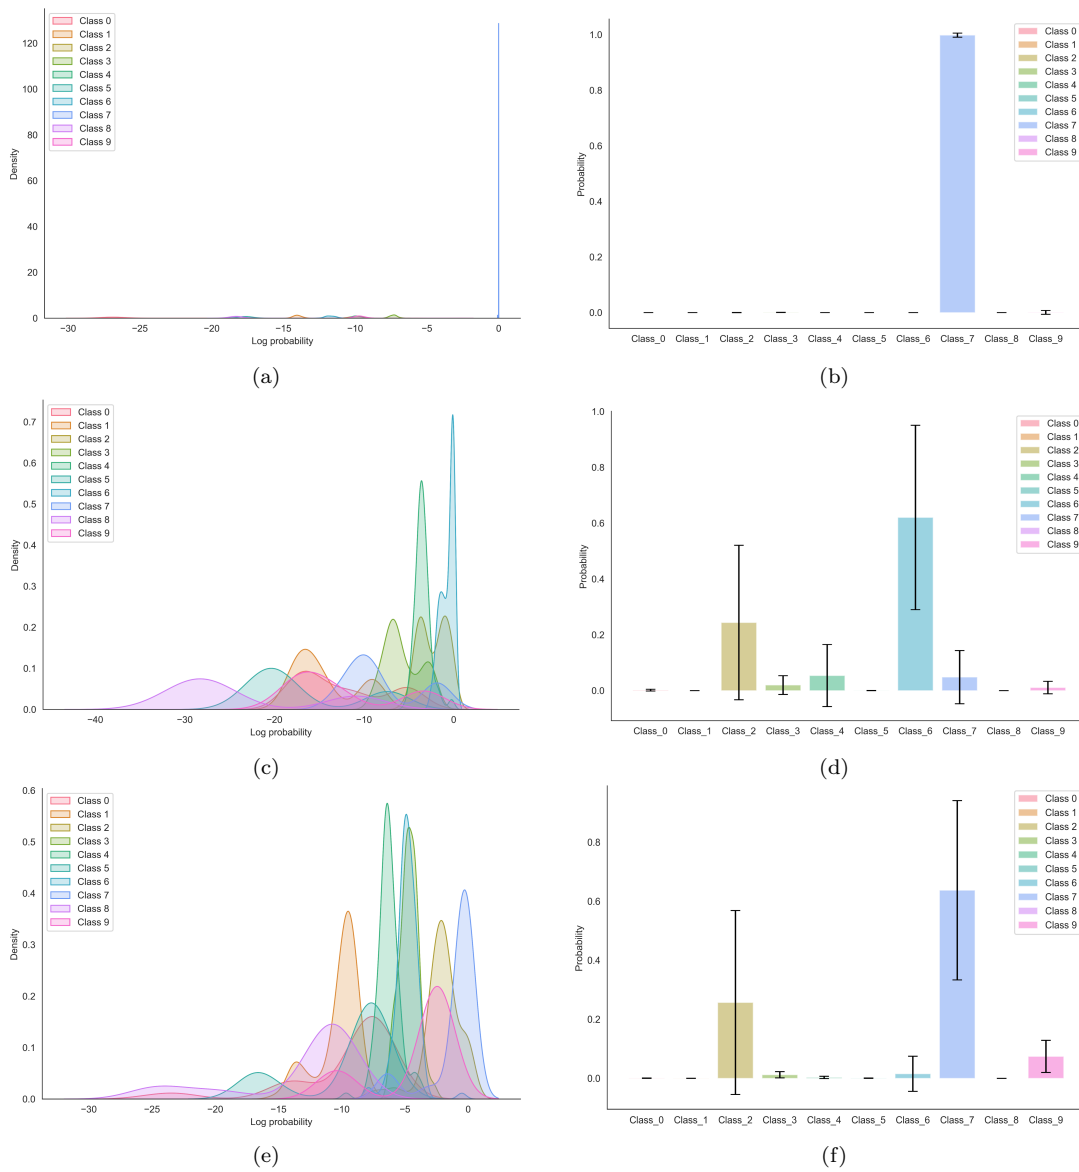 Class 0
Class 1
Class 2
Class 3
Class 4
Class 5
Class 6
Class 7
Class 8
Class 9
Density
120
100
80
60
40
20
0
−30 −25 −20 −15 −10 −5 0
Log probability
(a)
Class 0
Class 1
Class 2
Class 3
Class 4
Class 5
Class 6
Class 7
Class 8
Class 9
Probability
1.0
0.8
0.6
0.4
0.2
0.0
Class_0 Class_1 Class_2 Class_3 Class_4 Class_5 Class_6 Class_7 Class_8 Class_9
(b)
Class 0
Class 1
Class 2
Class 3
Class 4
Class 5
Class 6
Class 7
Class 8
Class 9
Density
0.7
0.6
0.5
0.4
0.3
0.2
0.1
0.0
−40 −30 −20 −10 0
Log probability
(c)
Class 0
Class 1
Class 2
Class 3
Class 4
Class 5
Class 6
Class 7
Class 8
Class 9
Probability
1.0
0.8
0.6
0.4
0.2
0.0
Class_0 Class_1 Class_2 Class_3 Class_4 Class_5 Class_6 Class_7 Class_8 Class_9
(d)
Class 0
Class 1
Class 2
Class 3
Class 4
Class 5
Class 6
Class 7
Class 8
Class 9
Density
0.6
0.5
0.4
0.3
0.2
0.1
0.0
−30 −25 −20 −15 −10 −5 0
Log probability
(e)
Class 0
Class 1
Class 2
Class 3
Class 4
Class 5
Class 6
Class 7
Class 8
Class 9
Probability
0.8
0.6
0.4
0.2
0.0
Class_0 Class_1 Class_2 Class_3 Class_4 Class_5 Class_6 Class_7 Class_8 Class_9
(f)